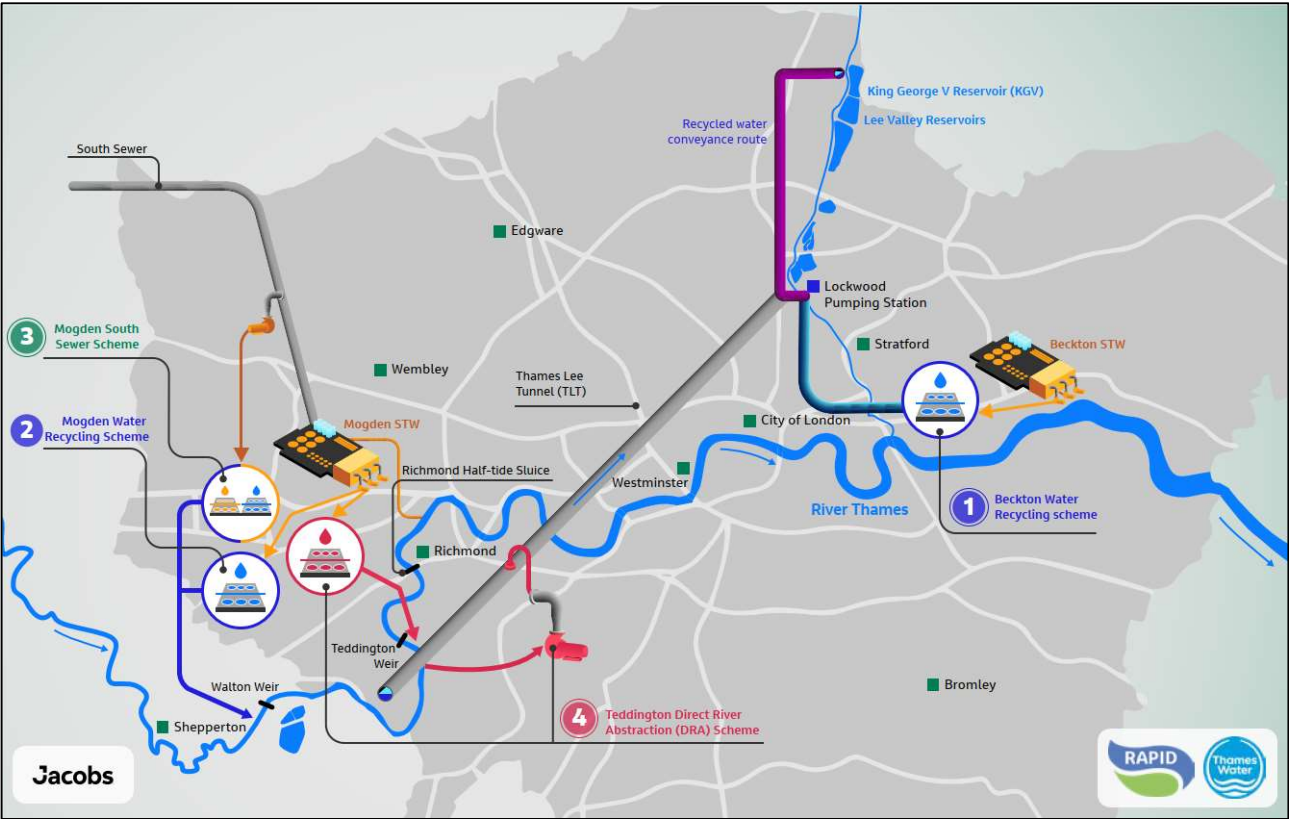 King George V Reservoir (KGV)
Lee Valley Reservoirs
Recycled water
conveyance route
South Sewer
Edgware
Lockwood
Pumping Station
3
Mogden South
Sewer Scheme
Stratford
Beckton STW
Wembley
Thames Lee
Tunnel (TLT)
2
Mogden Water
Recycling Scheme
Mogden STW
City of London
Richmond Half-tide Sluice
Westminster
River Thames
1
Beckton Water
Recycling scheme
Richmond
Teddington
Weir
Walton Weir
Bromley
Shepperton
4
Teddington Direct River
Abstraction (DRA) Scheme
Jacobs
RAPID
Thames
Water